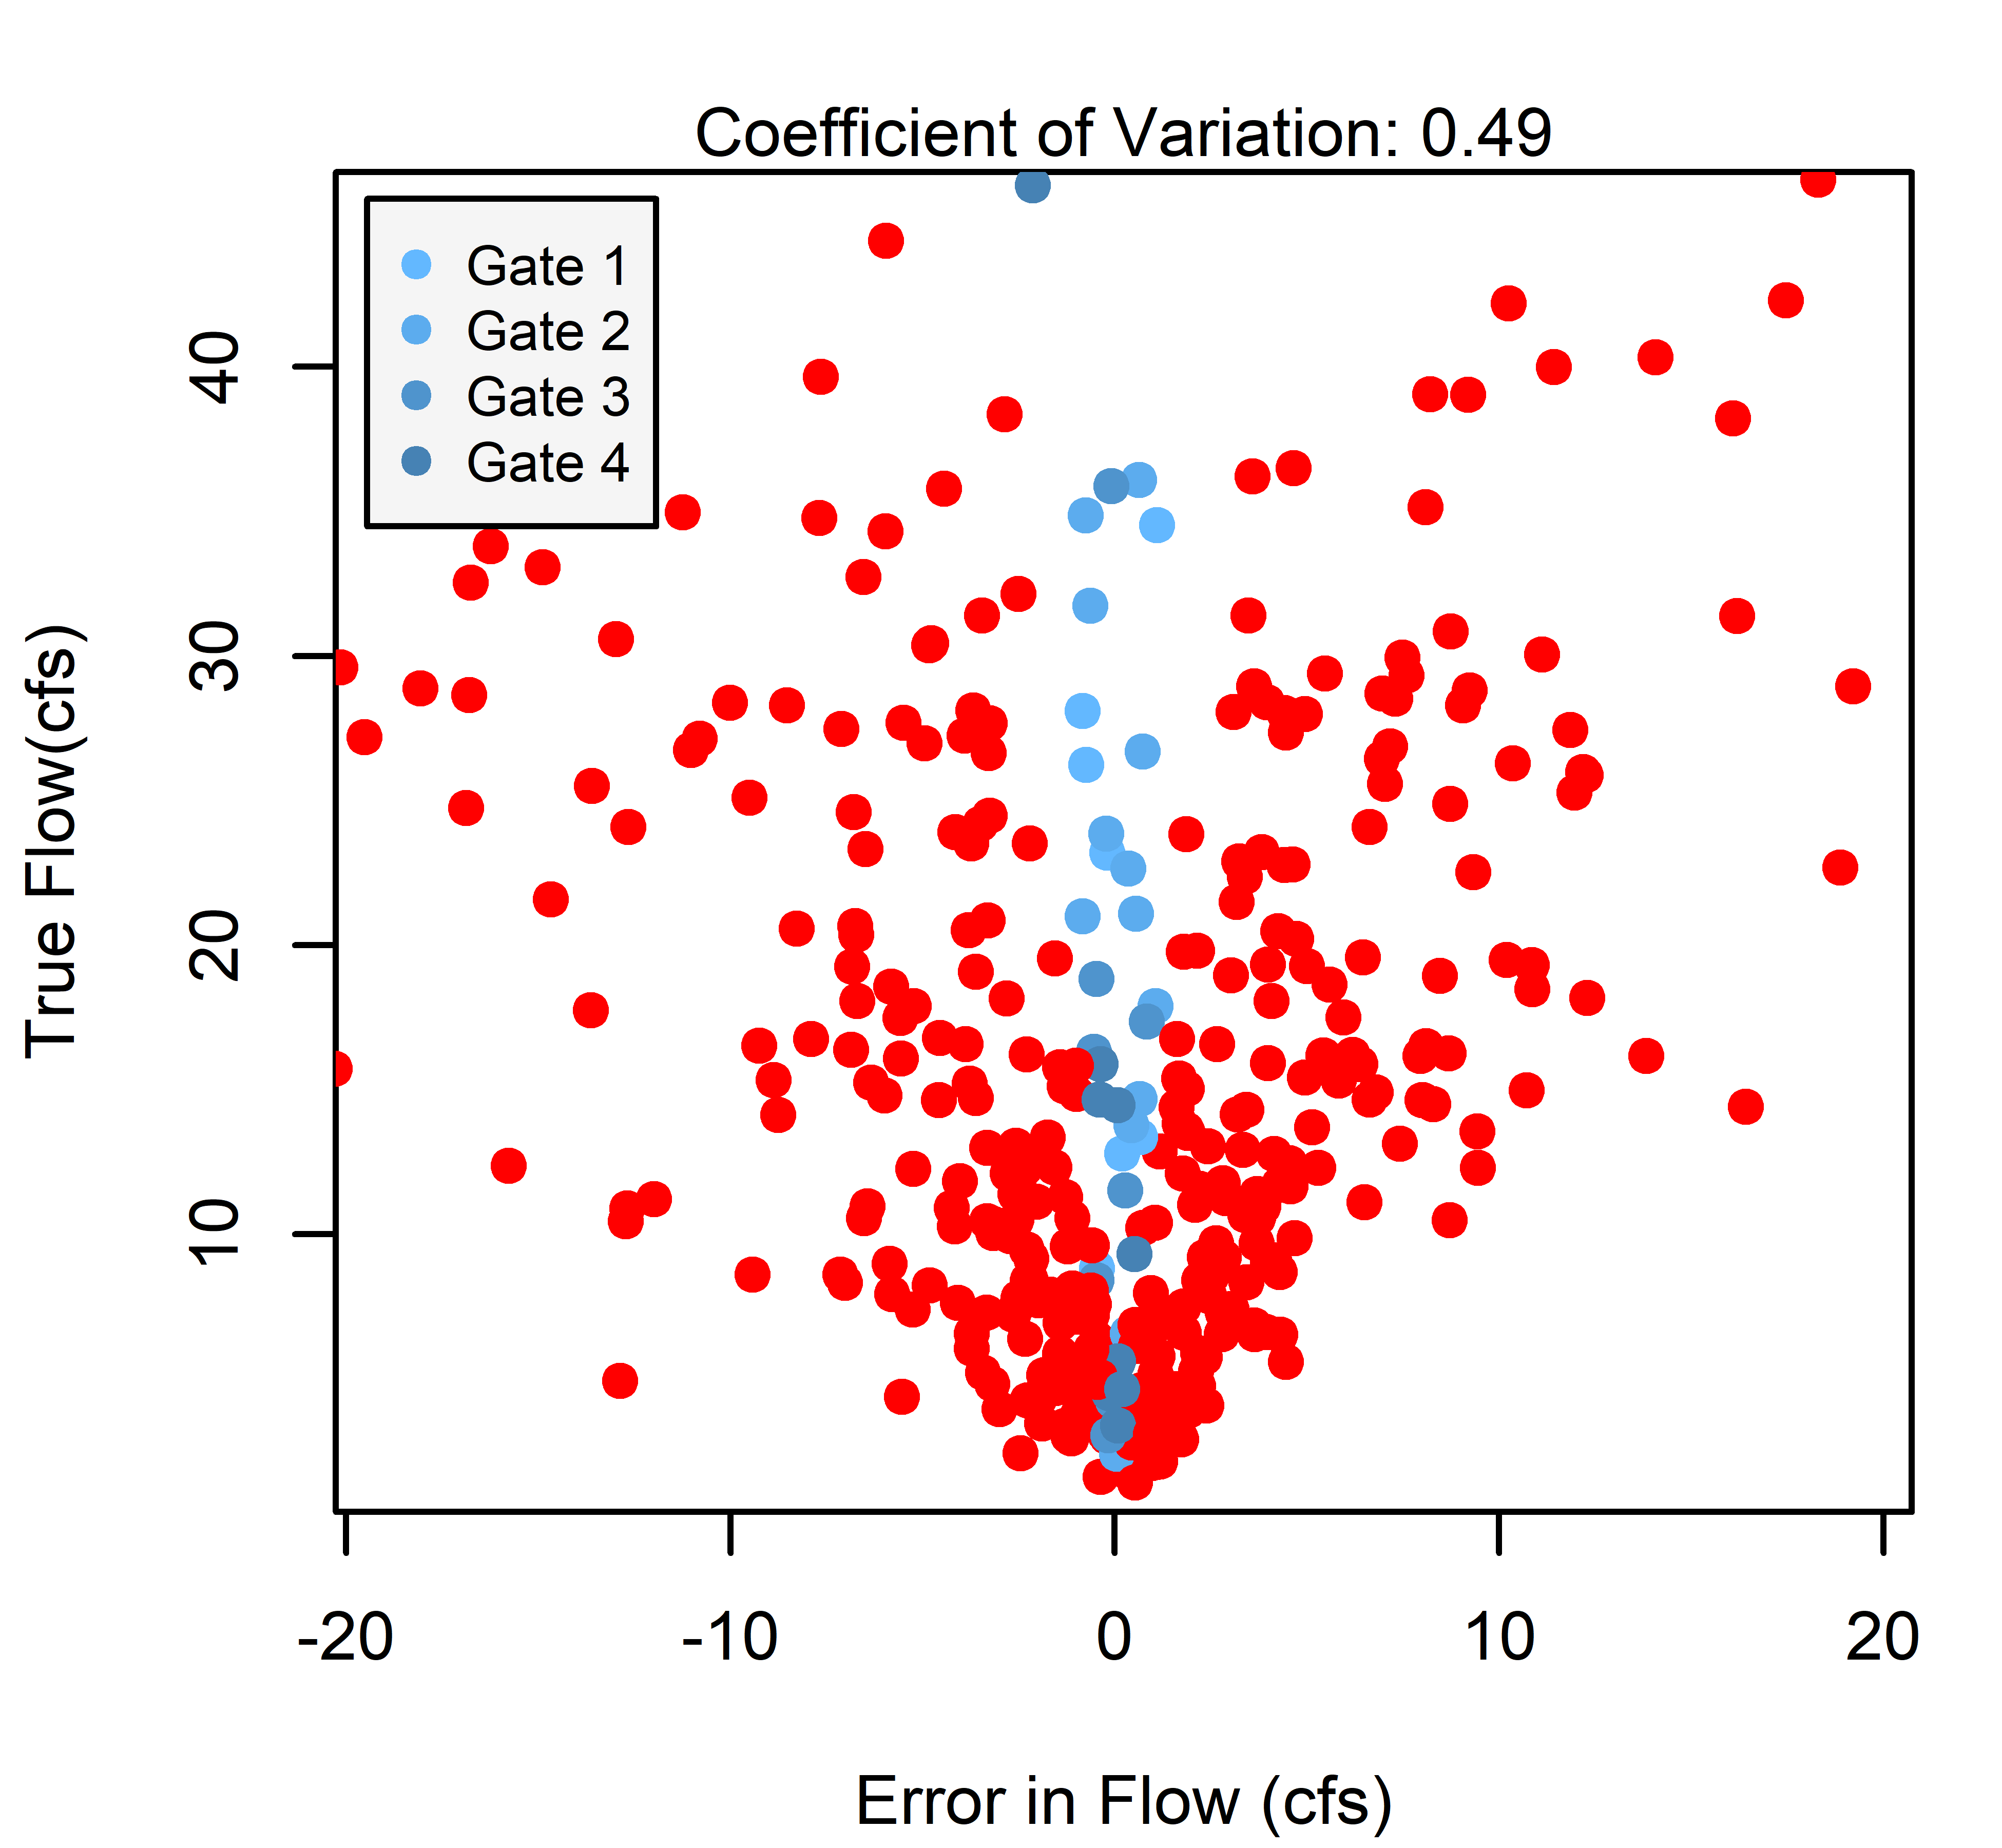 Coefficient of Variation: 0.49
Gate 1
Gate 2
Gate 3
Gate 4
True Flow(cfs)
40
30
20
10
-20 -10 0 10 20
Error in Flow (cfs)